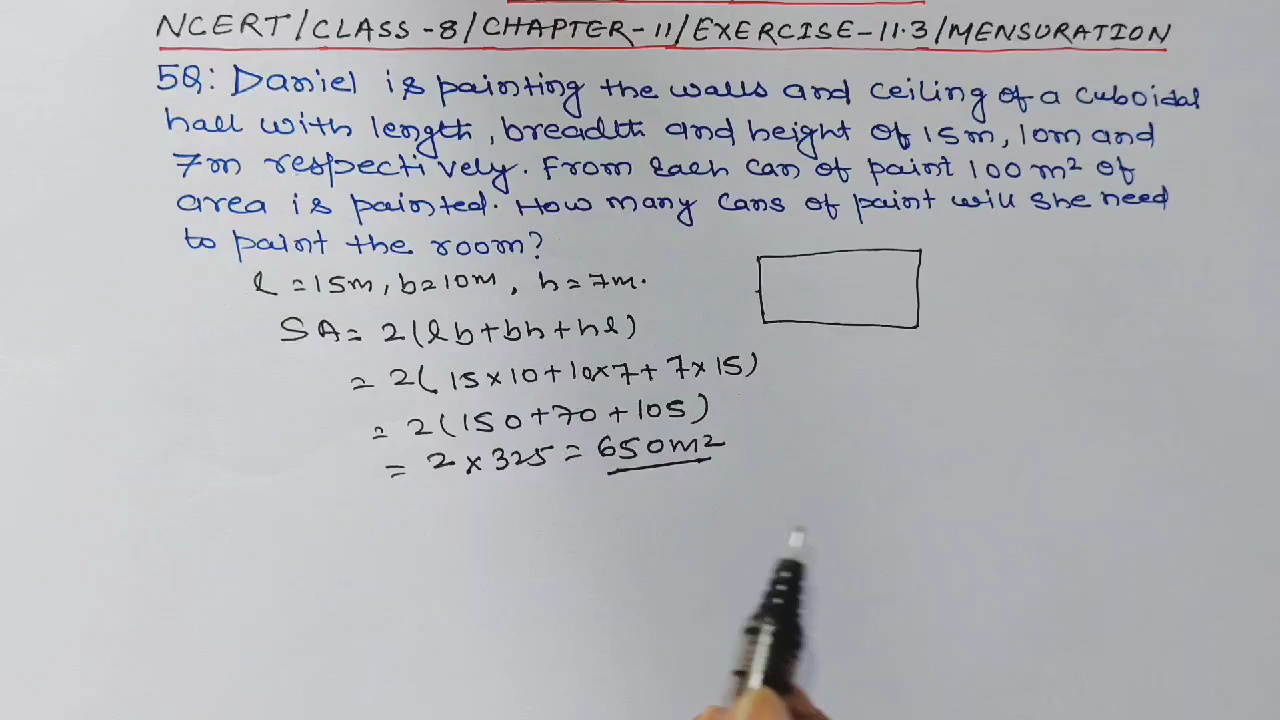 NCERT/CLASS-8/CHAPTER-11/EXERCISE-11.3/MENSURATION
5Q: Daniel is painting the walls and ceiling of a cuboidal
hall with length, breadth and height of 15m, 10m and
7m respectively. From each can of paint 100 m² of
area is painted. How many cans of paint will she need
to paint the room?
l = 15m, b = 10m, h = 7m.
SA = 2(lb+bh+hl)
= 2(15×10+10×7+7×15)
= 2(150+70+105)
= 2×325 = 650m²